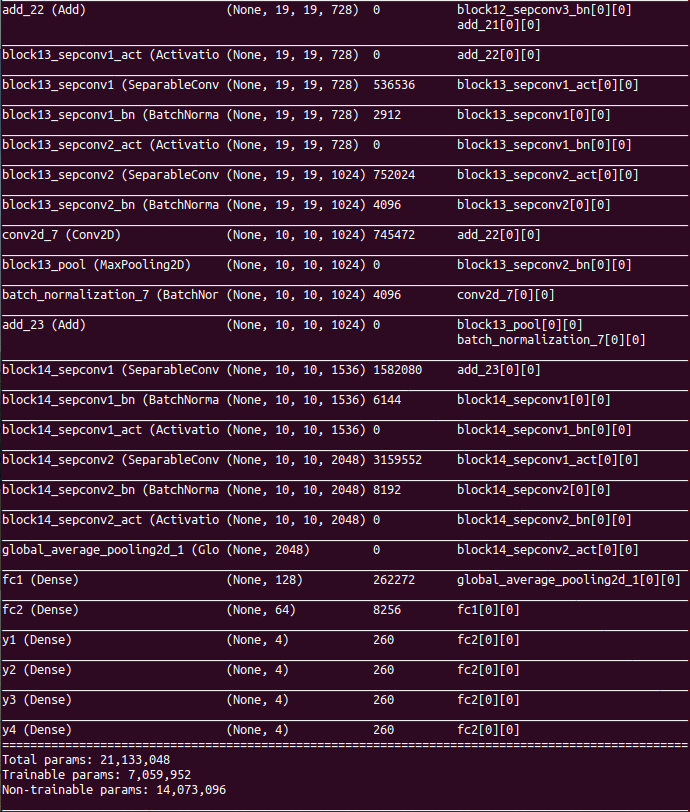 add_22 (Add) (None, 19, 19, 728) 0 block12_sepconv3_bn[0][0]
add_21[0][0]
block13_sepconv1_act (Activatio (None, 19, 19, 728) 0 add_22[0][0]
block13_sepconv1 (SeparableConv (None, 19, 19, 728) 536536 block13_sepconv1_act[0][0]
block13_sepconv1_bn (BatchNorma (None, 19, 19, 728) 2912 block13_sepconv1[0][0]
block13_sepconv2_act (Activatio (None, 19, 19, 728) 0 block13_sepconv1_bn[0][0]
block13_sepconv2 (SeparableConv (None, 19, 19, 1024) 752024 block13_sepconv2_act[0][0]
block13_sepconv2_bn (BatchNorma (None, 19, 19, 1024) 4096 block13_sepconv2[0][0]
conv2d_7 (Conv2D) (None, 10, 10, 1024) 745472 add_22[0][0]
block13_pool (MaxPooling2D) (None, 10, 10, 1024) 0 block13_sepconv2_bn[0][0]
batch_normalization_7 (BatchNor (None, 10, 10, 1024) 4096 conv2d_7[0][0]
add_23 (Add) (None, 10, 10, 1024) 0 block13_pool[0][0]
batch_normalization_7[0][0]
block14_sepconv1 (SeparableConv (None, 10, 10, 1536) 1582080 add_23[0][0]
block14_sepconv1_bn (BatchNorma (None, 10, 10, 1536) 6144 block14_sepconv1[0][0]
block14_sepconv1_act (Activatio (None, 10, 10, 1536) 0 block14_sepconv1_bn[0][0]
block14_sepconv2 (SeparableConv (None, 10, 10, 2048) 3159552 block14_sepconv1_act[0][0]
block14_sepconv2_bn (BatchNorma (None, 10, 10, 2048) 8192 block14_sepconv2[0][0]
block14_sepconv2_act (Activatio (None, 10, 10, 2048) 0 block14_sepconv2_bn[0][0]
global_average_pooling2d_1 (Glo (None, 2048) 0 block14_sepconv2_act[0][0]
fc1 (Dense) (None, 128) 262272 global_average_pooling2d_1[0][0]
fc2 (Dense) (None, 64) 8256 fc1[0][0]
y1 (Dense) (None, 4) 260 fc2[0][0]
y2 (Dense) (None, 4) 260 fc2[0][0]
y3 (Dense) (None, 4) 260 fc2[0][0]
y4 (Dense) (None, 4) 260 fc2[0][0]
Total params: 21,133,048
Trainable params: 7,059,952
Non-trainable params: 14,073,096